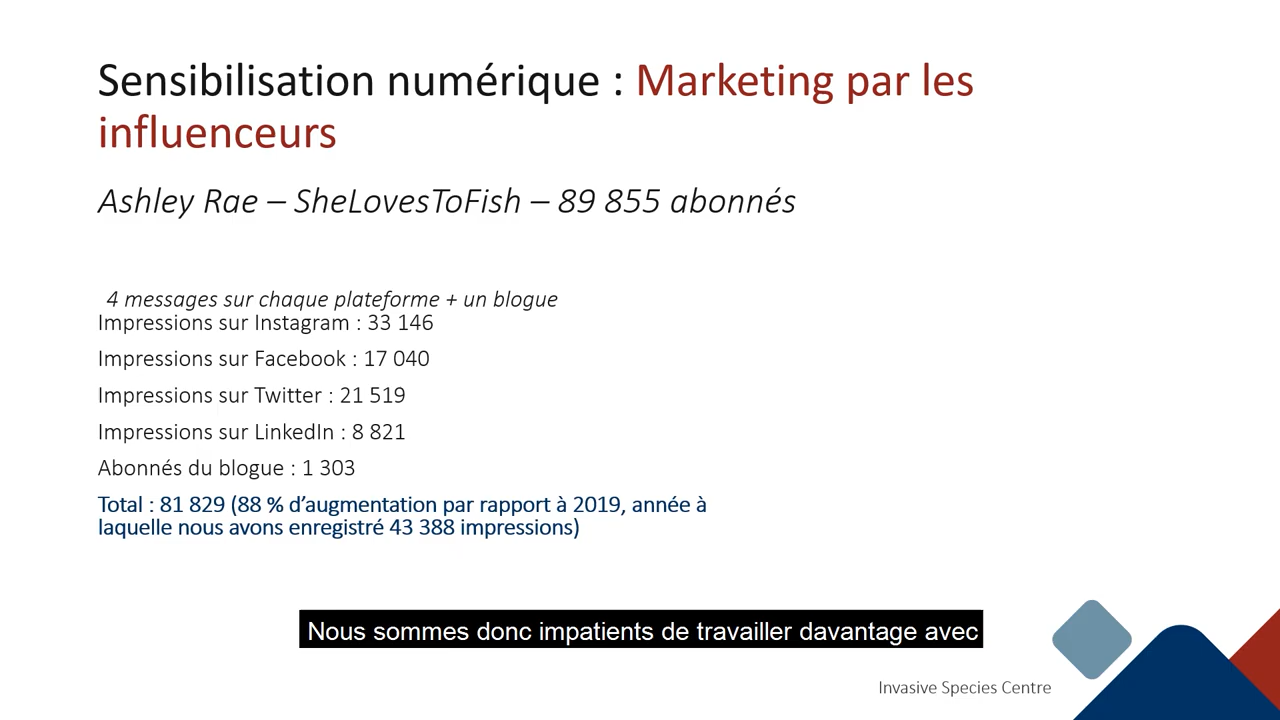 Sensibilisation numérique : Marketing par les
influenceurs
Ashley Rae – SheLovesToFish – 89 855 abonnés
4 messages sur chaque plateforme + un blogue
Impressions sur Instagram : 33 146
Impressions sur Facebook : 17 040
Impressions sur Twitter : 21 519
Impressions sur LinkedIn : 8 821
Abonnés du blogue : 1 303
Total : 81 829 (88 % d’augmentation par rapport à 2019, année à
laquelle nous avons enregistré 43 388 impressions)
Nous sommes donc impatients de travailler davantage avec
Invasive Species Centre